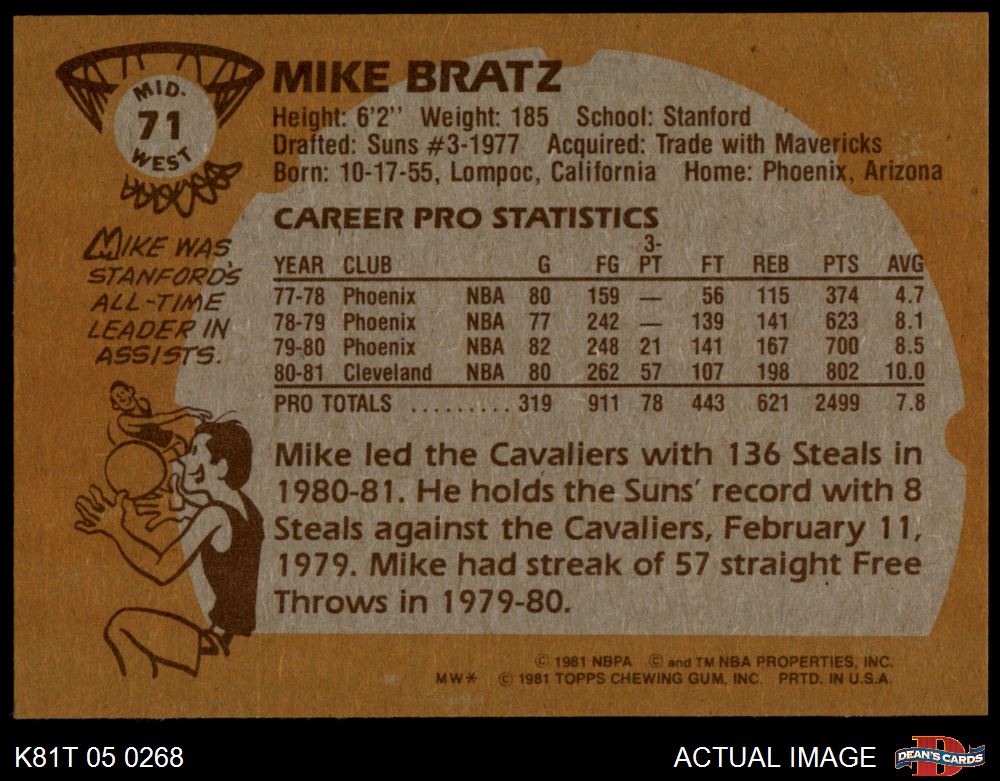 MID-
71
WEST
MIKE BRATZ
Height: 6'2'' Weight: 185 School: Stanford
Drafted: Suns #3-1977 Acquired: Trade with Mavericks
Born: 10-17-55, Lompoc, California Home: Phoenix, Arizona
MIKE WAS
STANFORD'S
ALL-TIME
LEADER IN
ASSISTS.
CAREER PRO STATISTICS
YEAR CLUB G FG 3-PT FT REB PTS AVG
77-78 Phoenix NBA 80 159 — 56 115 374 4.7
78-79 Phoenix NBA 77 242 — 139 141 623 8.1
79-80 Phoenix NBA 82 248 21 141 167 700 8.5
80-81 Cleveland NBA 80 262 57 107 198 802 10.0
PRO TOTALS ......... 319 911 78 443 621 2499 7.8
Mike led the Cavaliers with 136 Steals in
1980-81. He holds the Suns' record with 8
Steals against the Cavaliers, February 11,
1979. Mike had streak of 57 straight Free
Throws in 1979-80.
© 1981 NBPA © and TM NBA PROPERTIES, INC.
MW* © 1981 TOPPS CHEWING GUM, INC. PRTD. IN U.S.A.
K81T 05 0268
ACTUAL IMAGE
D
DEAN'S CARDS